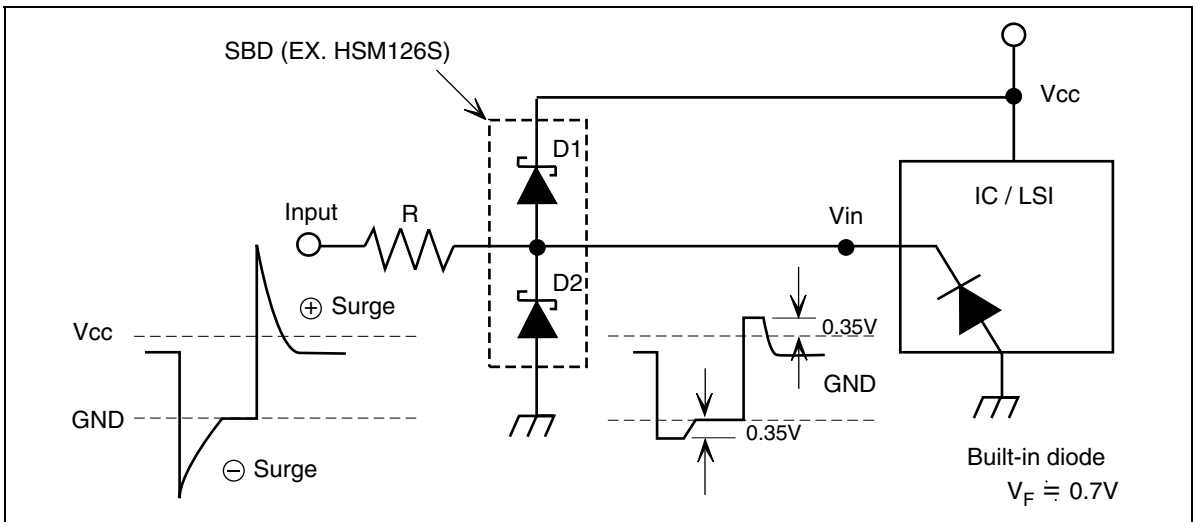 SBD (EX. HSM126S)
Vcc
D1
IC / LSI
Input
R
Vin
D2
⊕ Surge
Vcc
0.35V
GND
GND
0.35V
⊖ Surge
Built-in diode
VF ≒ 0.7V